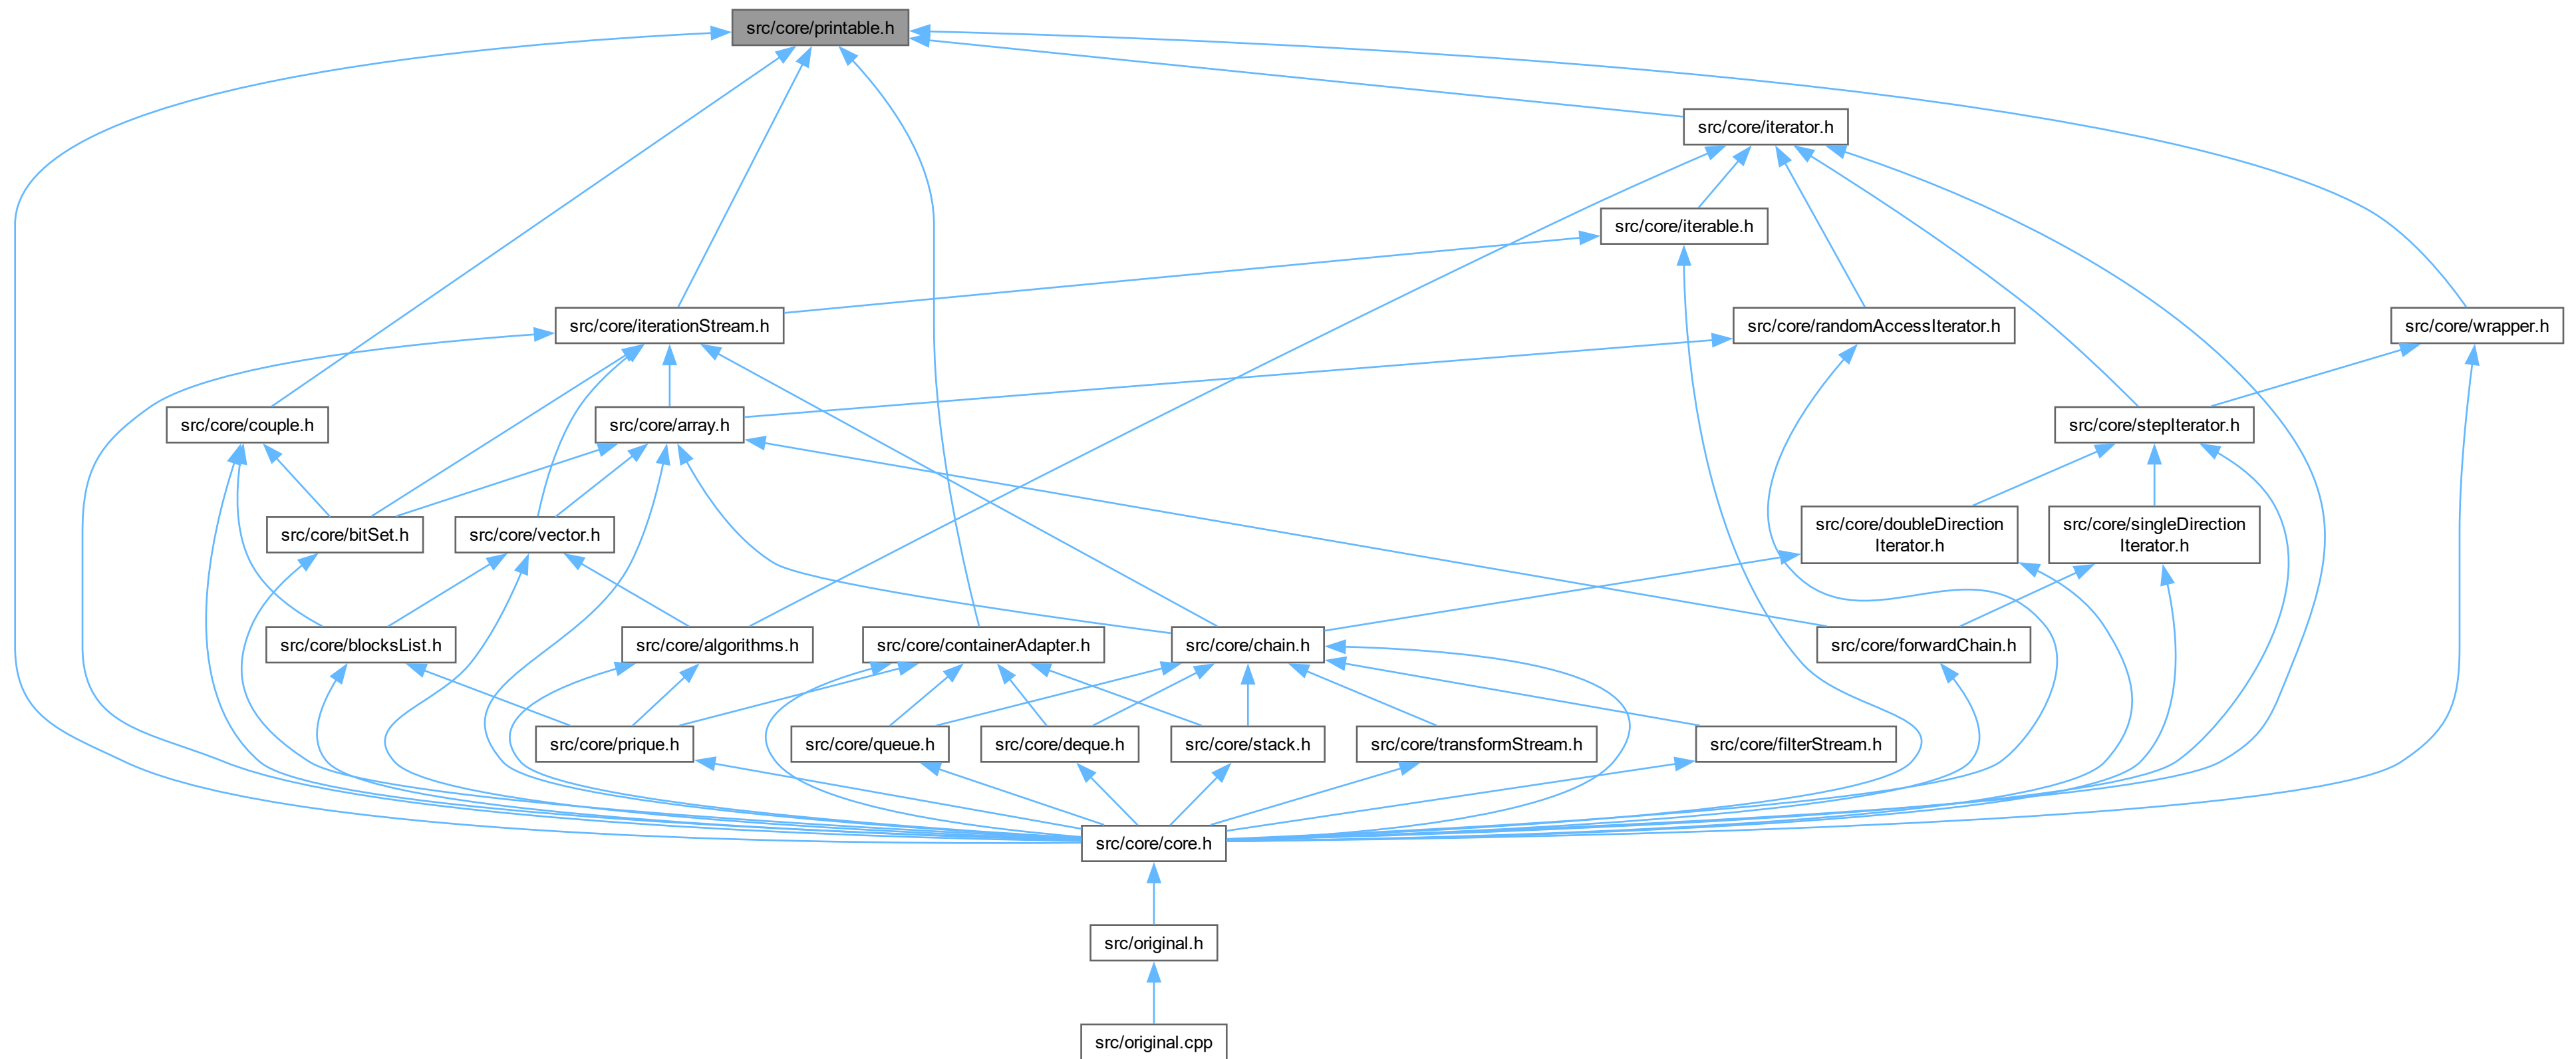 src/core/printable.h
src/core/iterator.h
src/core/iterable.h
src/core/iterationStream.h
src/core/randomAccessIterator.h
src/core/wrapper.h
src/core/couple.h
src/core/array.h
src/core/stepIterator.h
src/core/bitSet.h
src/core/vector.h
src/core/doubleDirection
Iterator.h
src/core/singleDirection
Iterator.h
src/core/blocksList.h
src/core/algorithms.h
src/core/containerAdapter.h
src/core/chain.h
src/core/forwardChain.h
src/core/prique.h
src/core/queue.h
src/core/deque.h
src/core/stack.h
src/core/transformStream.h
src/core/filterStream.h
src/core/core.h
src/original.h
src/original.cpp